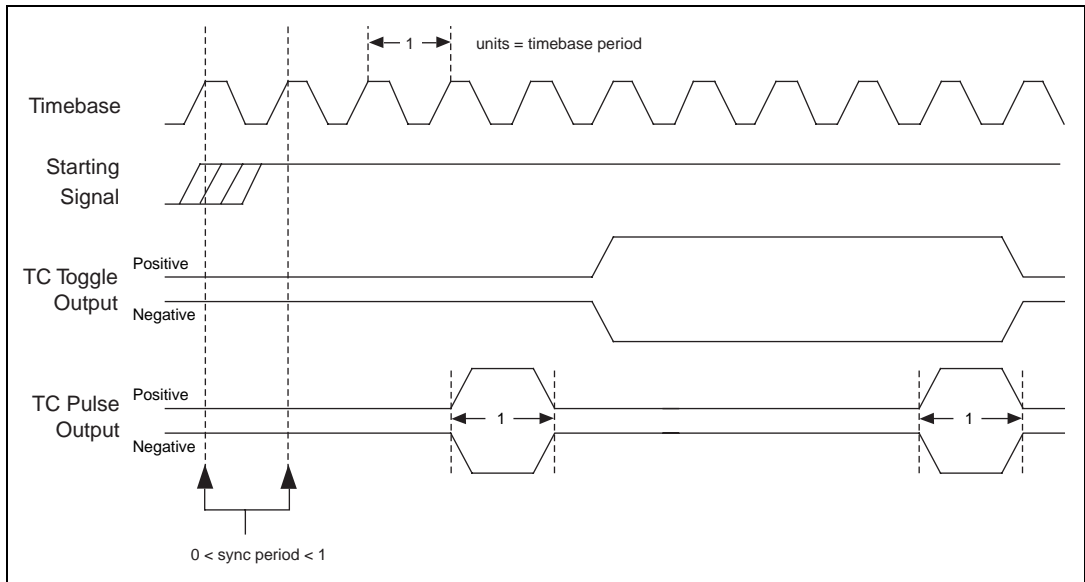 1
units = timebase period
Timebase
Starting
Signal
Positive
TC Toggle
Output
Negative
Positive
TC Pulse
Output
1
1
Negative
0 < sync period < 1